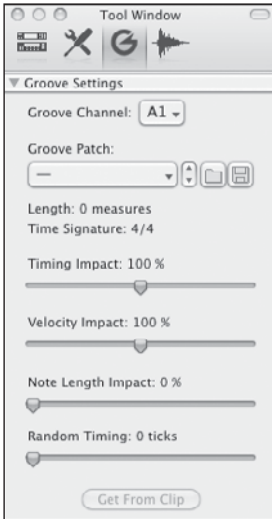 Tool Window
Groove Settings
Groove Channel: A1
Groove Patch:
—
Length: 0 measures
Time Signature: 4/4
Timing Impact: 100 %
Velocity Impact: 100 %
Note Length Impact: 0 %
Random Timing: 0 ticks
Get From Clip